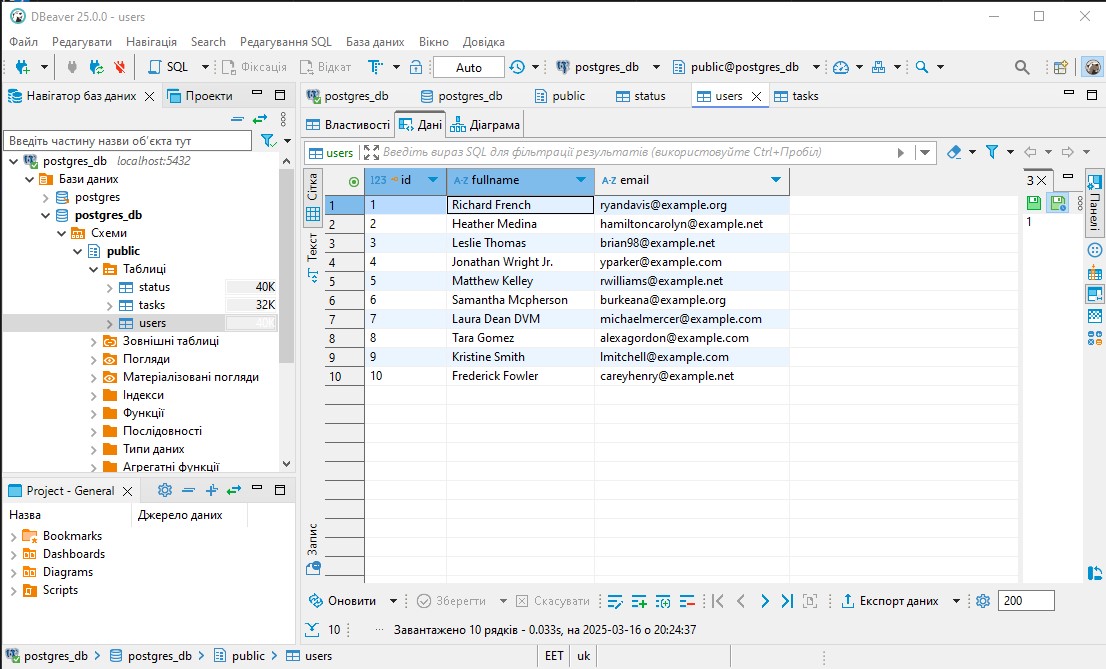 DBeaver 25.0.0 - users
Файл Редагувати Навігація Search Редагування SQL База даних Вікно Довідка
SQL Фіксація Відкат Auto postgres_db public@postgres_db
Навігатор баз даних Проекти
Введіть частину назви об'єкта тут
postgres_db localhost:5432
Бази даних
postgres
postgres_db
Схеми
public
Таблиці
status 40K
tasks 32K
users 40K
Зовнішні таблиці
Погляди
Матеріалізовані погляди
Індекси
Функції
Послідовності
Типи даних
Агрегатні функції
Project - General
Назва Джерело даних
Bookmarks
Dashboards
Diagrams
Scripts
postgres_db postgres_db public status users tasks
Властивості Дані Діаграма
users Введіть вираз SQL для фільтрації результатів (використовуйте Ctrl+Пробіл)
Сітка
Текст
Запис
123 id A-Z fullname A-Z email
1 1 Richard French ryandavis@example.org
2 2 Heather Medina hamiltoncarolyn@example.net
3 3 Leslie Thomas brian98@example.net
4 4 Jonathan Wright Jr. yparker@example.com
5 5 Matthew Kelley rwilliams@example.net
6 6 Samantha Mcpherson burkeana@example.org
7 7 Laura Dean DVM michaelmercer@example.com
8 8 Tara Gomez alexagordon@example.com
9 9 Kristine Smith lmitchell@example.com
10 10 Frederick Fowler careyhenry@example.net
3
1
Панелі
Оновити Зберегти Скасувати Експорт даних 200
10 Завантажено 10 рядків - 0.033s, на 2025-03-16 о 20:24:37
postgres_db postgres_db public users EET uk